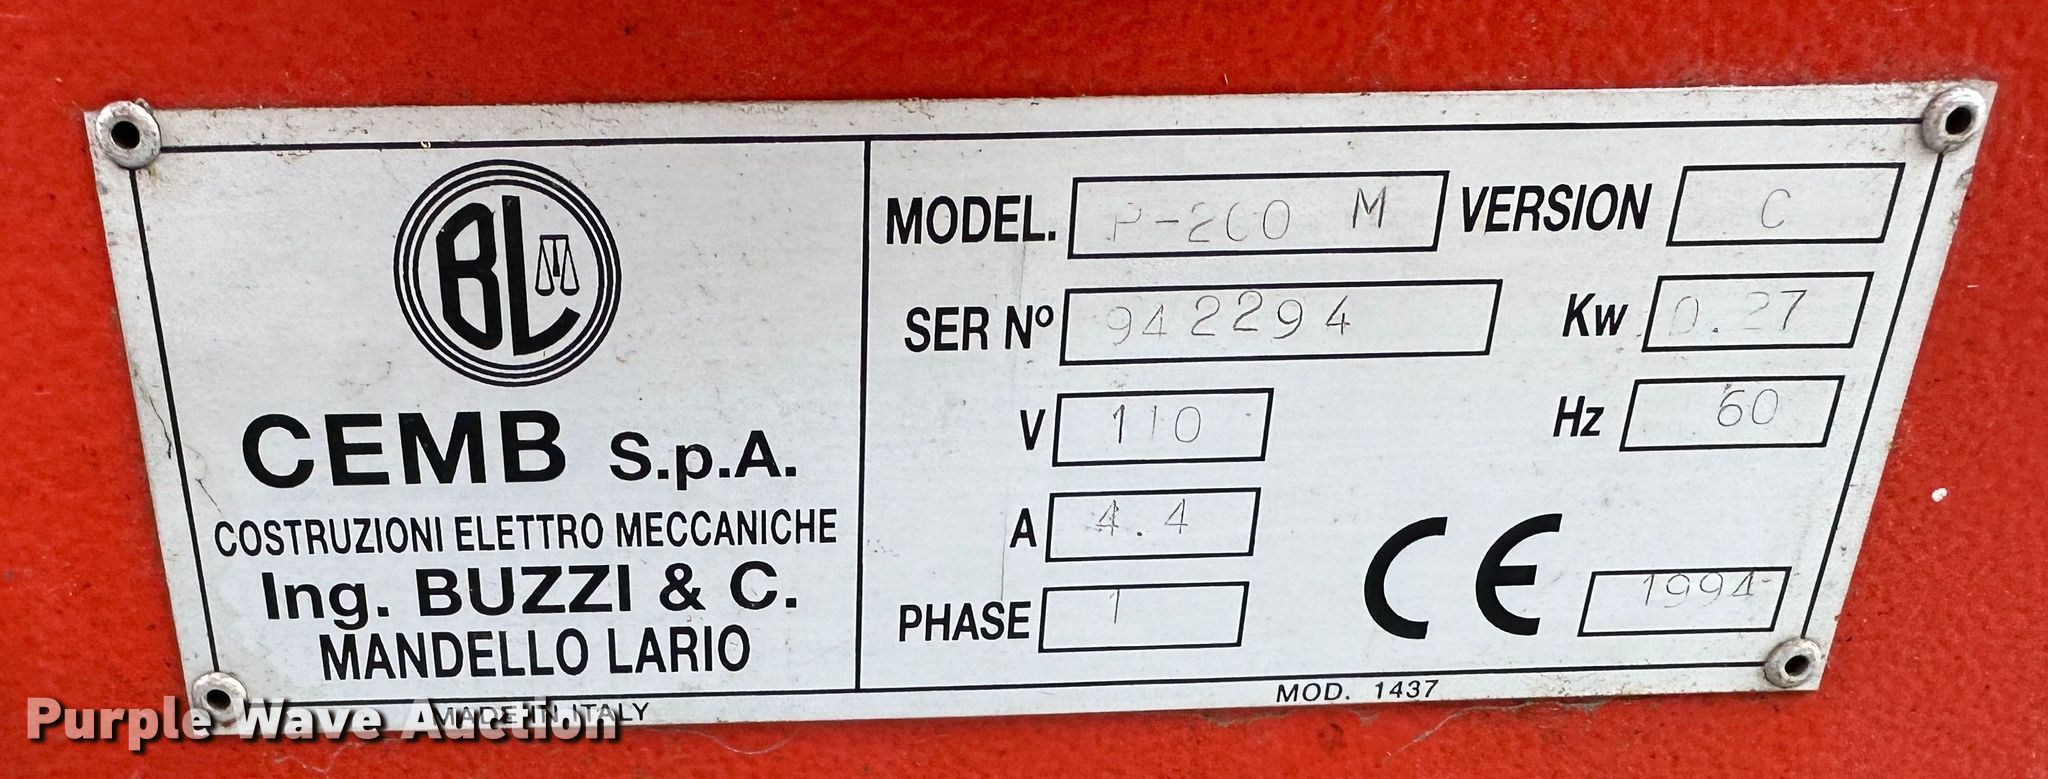 BL
CEMB S.p.A.
COSTRUZIONI ELETTRO MECCANICHE
Ing. BUZZI & C.
MANDELLO LARIO
MADE IN ITALY
MODEL. P-200 M VERSION C
SER Nº 942294 Kw 0.27
V 110 Hz 60
A 4.4
PHASE 1 CE 1994
MOD. 1437
Purple Wave Auction